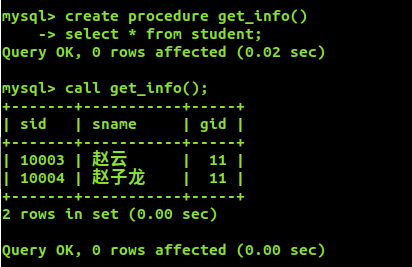 mysql> create procedure get_info()
    -> select * from student;
Query OK, 0 rows affected (0.02 sec)

mysql> call get_info();
+-------+-----------+-----+
| sid   | sname     | gid |
+-------+-----------+-----+
| 10003 | 赵云      |  11 |
| 10004 | 赵子龙    |  11 |
+-------+-----------+-----+
2 rows in set (0.00 sec)

Query OK, 0 rows affected (0.00 sec)